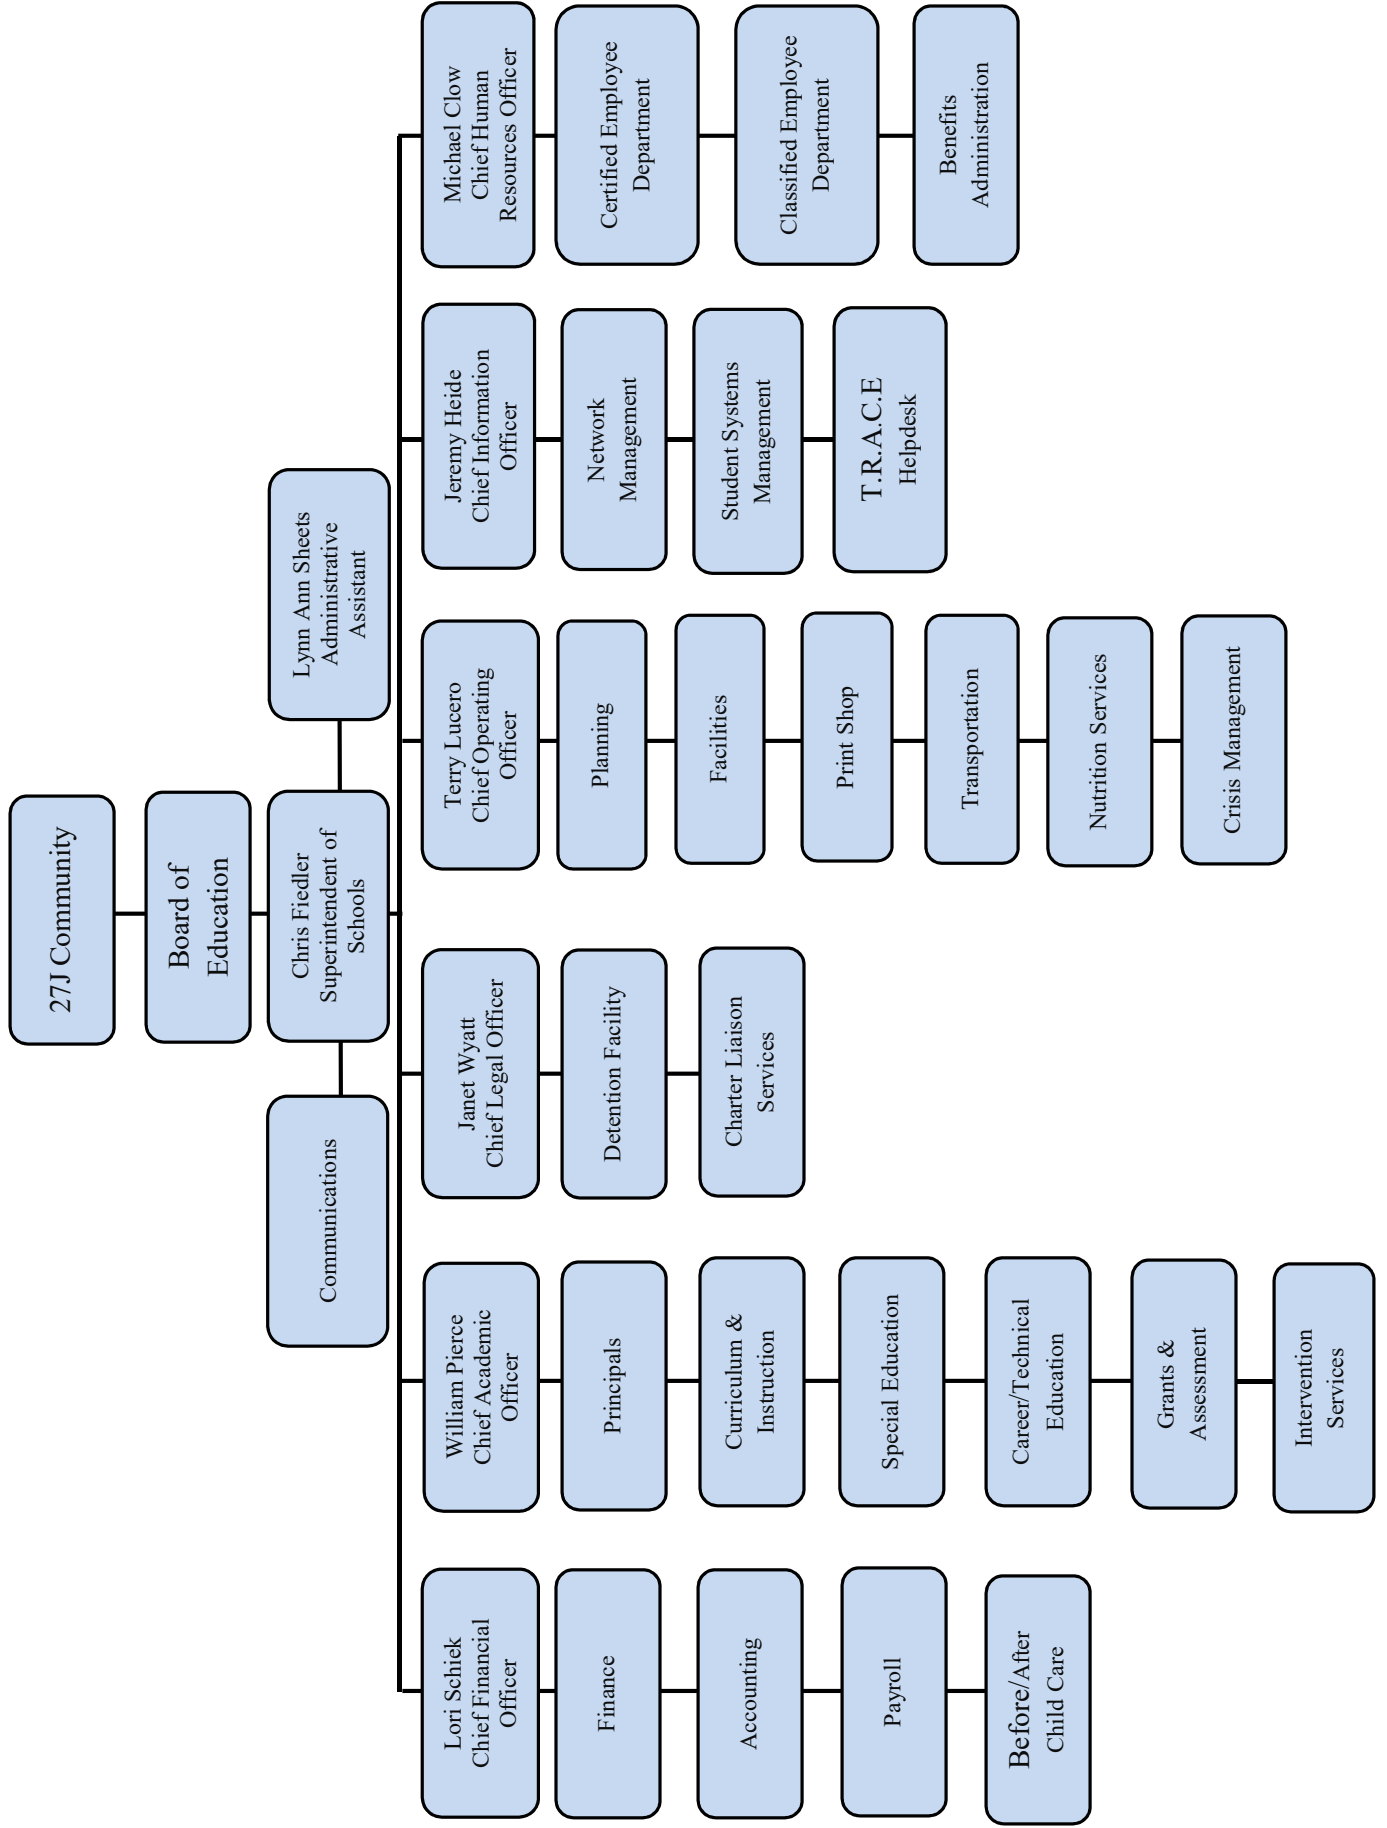 27J Community
Board of
Education
Communications
Chris Fiedler
Superintendent of
Schools
Lynn Ann Sheets
Administrative
Assistant
Lori Schiek
Chief Financial
Officer
Finance
Accounting
Payroll
Before/After
Child Care
William Pierce
Chief Academic
Officer
Principals
Curriculum &
Instruction
Special Education
Career/Technical
Education
Grants &
Assessment
Intervention
Services
Janet Wyatt
Chief Legal Officer
Detention Facility
Charter Liaison
Services
Terry Lucero
Chief Operating
Officer
Planning
Facilities
Print Shop
Transportation
Nutrition Services
Crisis Management
Jeremy Heide
Chief Information
Officer
Network
Management
Student Systems
Management
T.R.A.C.E
Helpdesk
Michael Clow
Chief Human
Resources Officer
Certified Employee
Department
Classified Employee
Department
Benefits
Administration